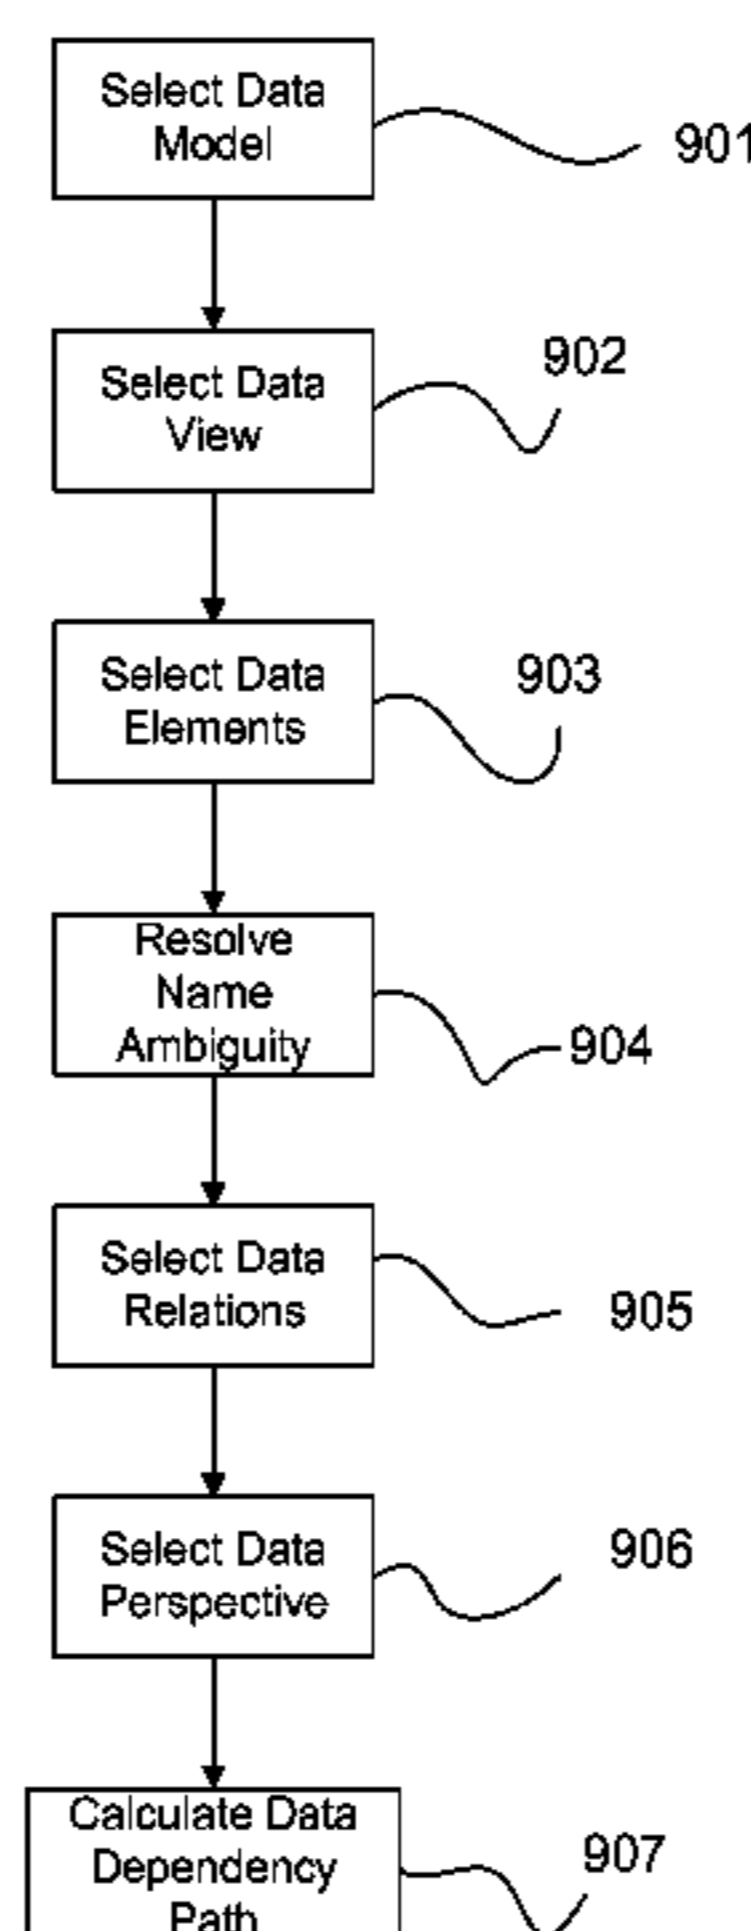 Select Data
Model
901
Select Data
View
902
Select Data
Elements
903
Resolve
Name
Ambiguity
904
Select Data
Relations
905
Select Data
Perspective
906
Calculate Data
Dependency
Path
907